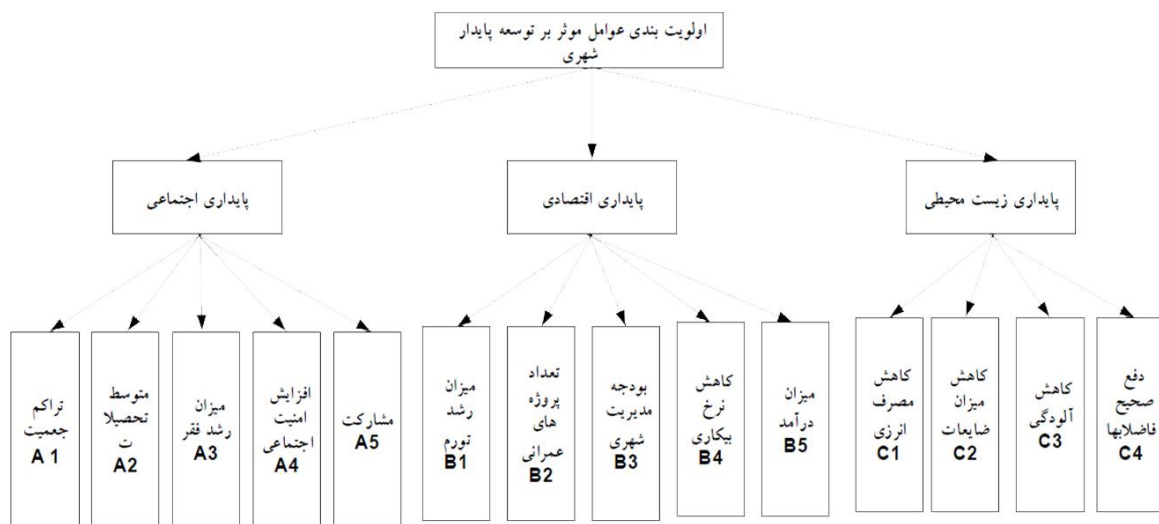 اولویت بندی عوامل موثر بر توسعه پایدار
شهری
پایداری اجتماعی
پایداری اقتصادی
پایداری زیست محیطی
تراکم
جعمیت
A 1
متوسط
تحصیلا
ت
A2
میزان
رشد فقر
A3
افزایش
امنیت
اجتماعی
A4
مشارکت
A5
میزان
رشد
تورم
B1
تعداد
پروژه
های
عمرانی
B2
بودجه
مدیریت
شهری
B3
کاهش
نرخ
بیکاری
B4
میزان
درآمد
B5
کاهش
مصرف
انرژی
C1
کاهش
میزان
ضایعات
C2
کاهش
آلودگی
C3
دفع
صحیح
فاضلابها
C4